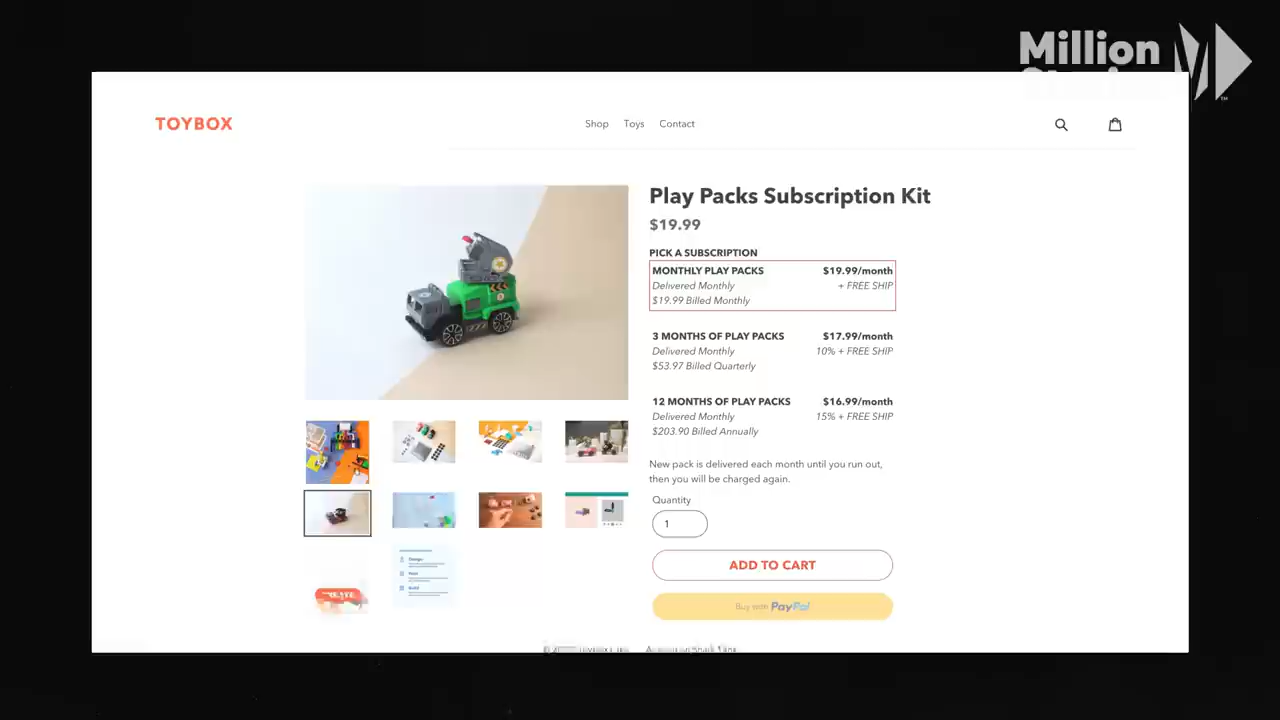 Million
TOYBOX
Shop Toys Contact
Play Packs Subscription Kit
$19.99
PICK A SUBSCRIPTION
MONTHLY PLAY PACKS $19.99/month
Delivered Monthly + FREE SHIP
$19.99 Billed Monthly
3 MONTHS OF PLAY PACKS $17.99/month
Delivered Monthly 10% + FREE SHIP
$53.97 Billed Quarterly
12 MONTHS OF PLAY PACKS $16.99/month
Delivered Monthly 15% + FREE SHIP
$203.90 Billed Annually
New pack is delivered each month until you run out,
then you will be charged again.
Quantity
1
ADD TO CART
Buy with PayPal